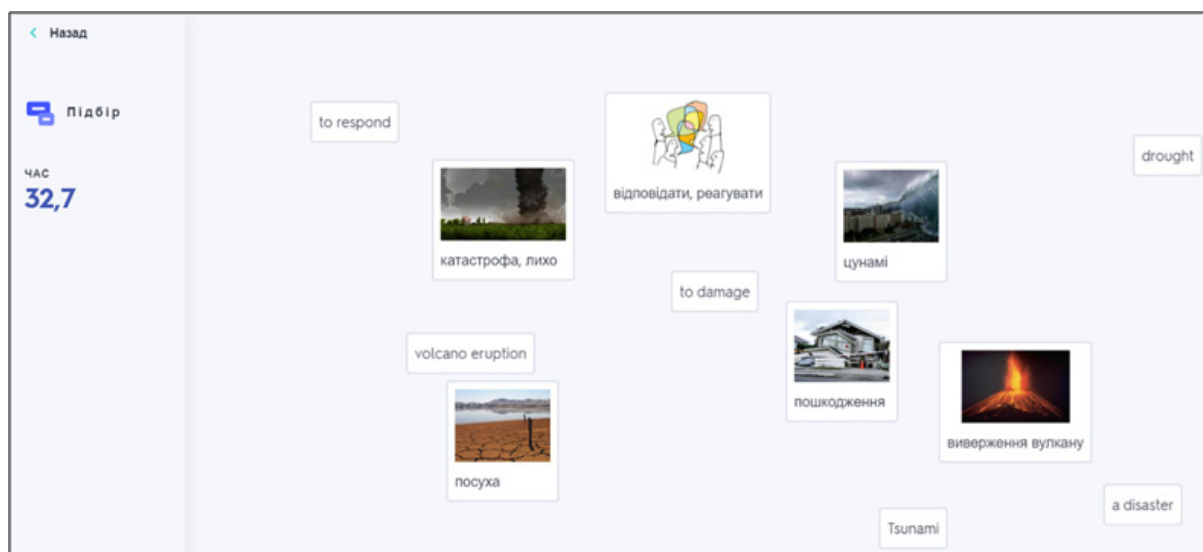 Назад
Підбір
ЧАС
32,7
to respond
відповідати, реагувати
drought
катастрофа, лихо
цунамі
to damage
volcano eruption
пошкодження
виверження вулкану
посуха
a disaster
Tsunami